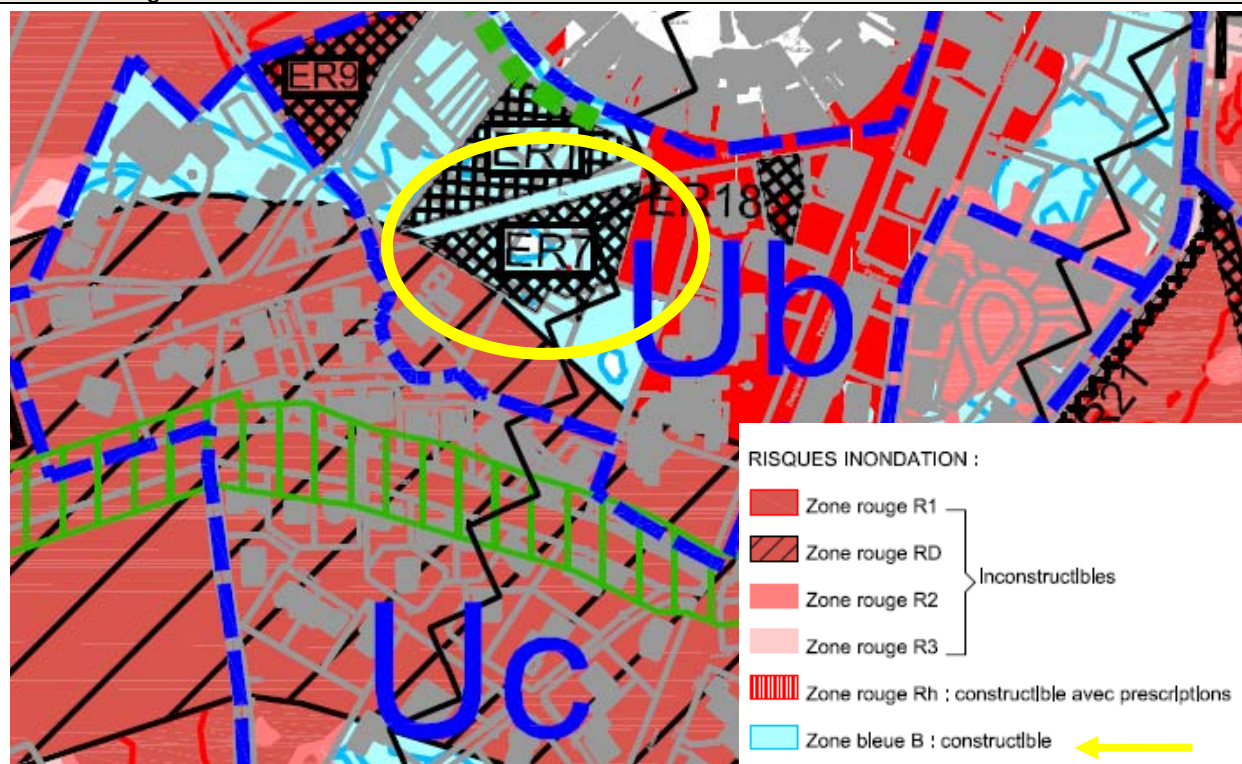 ER9
ER7
ER18
Ub
Uc
RISQUES INONDATION :
Zone rouge R1
Zone rouge RD
Inconstructibles
Zone rouge R2
Zone rouge R3
Zone rouge Rh : constructible avec prescriptions
Zone bleue B : constructible